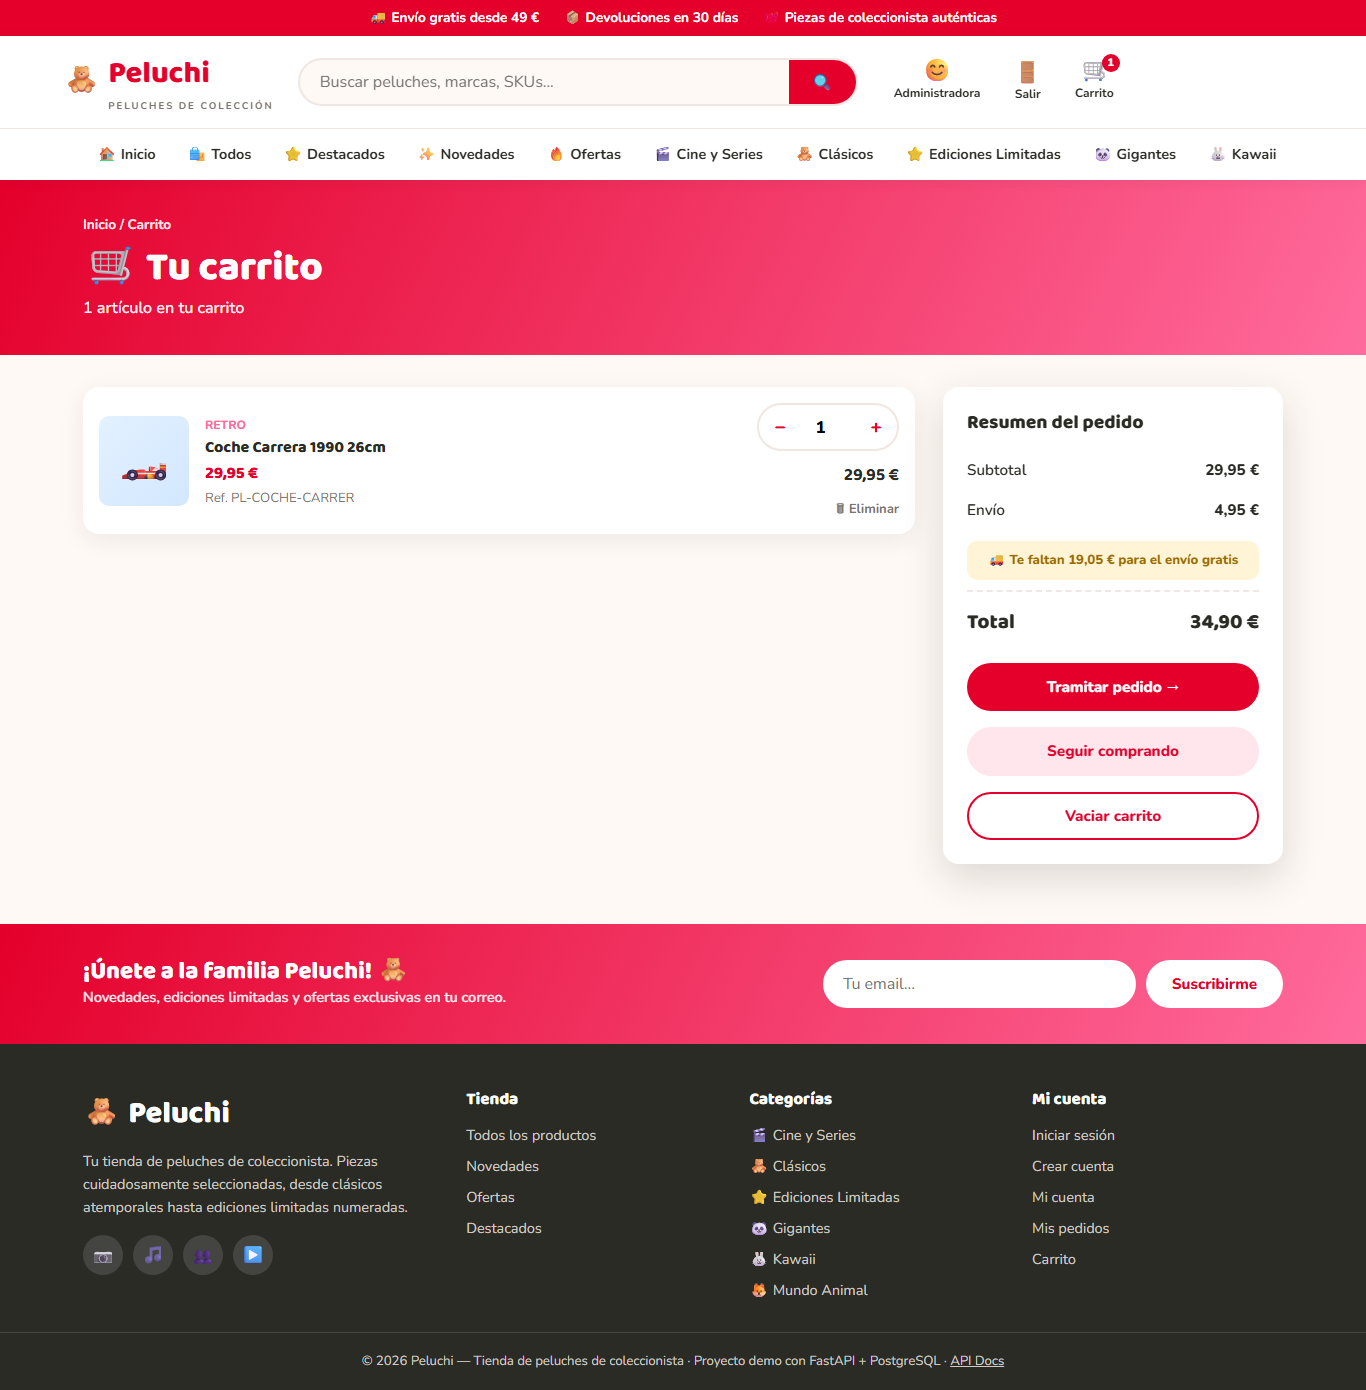 Envío gratis desde 49 € Devoluciones en 30 días Piezas de coleccionista auténticas
Peluchi
PELUCHES DE COLECCIÓN
Buscar peluches, marcas, SKUs...
Administradora
Salir
1
Carrito
Inicio Todos Destacados Novedades Ofertas Cine y Series Clásicos Ediciones Limitadas Gigantes Kawaii
Inicio / Carrito
Tu carrito
1 artículo en tu carrito
RETRO
Coche Carrera 1990 26cm
29,95 €
Ref. PL-COCHE-CARRER
− 1 +
29,95 €
Eliminar
Resumen del pedido
Subtotal 29,95 €
Envío 4,95 €
Te faltan 19,05 € para el envío gratis
Total 34,90 €
Tramitar pedido →
Seguir comprando
Vaciar carrito
¡Únete a la familia Peluchi!
Novedades, ediciones limitadas y ofertas exclusivas en tu correo.
Tu email...
Suscribirme
Peluchi
Tu tienda de peluches de coleccionista. Piezas
cuidadosamente seleccionadas, desde clásicos
atemporales hasta ediciones limitadas numeradas.
Tienda
Todos los productos
Novedades
Ofertas
Destacados
Categorías
Cine y Series
Clásicos
Ediciones Limitadas
Gigantes
Kawaii
Mundo Animal
Mi cuenta
Iniciar sesión
Crear cuenta
Mi cuenta
Mis pedidos
Carrito
© 2026 Peluchi — Tienda de peluches de coleccionista · Proyecto demo con FastAPI + PostgreSQL · API Docs